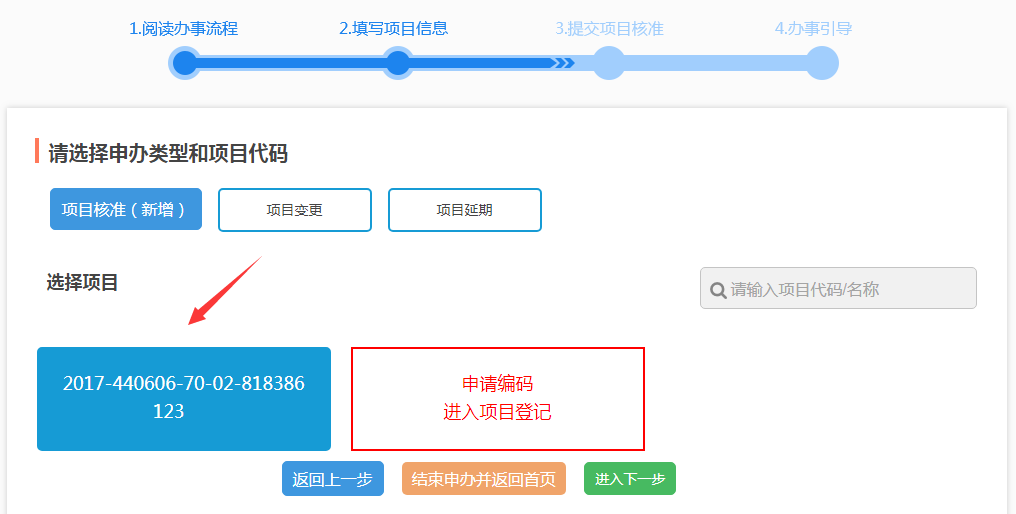 1.阅读办事流程
2.填写项目信息
3.提交项目核准
4.办事引导
请选择申办类型和项目代码
项目核准（新增）
项目变更
项目延期
选择项目
请输入项目代码/名称
2017-440606-70-02-818386
123
申请编码
进入项目登记
返回上一步
结束申办并返回首页
进入下一步